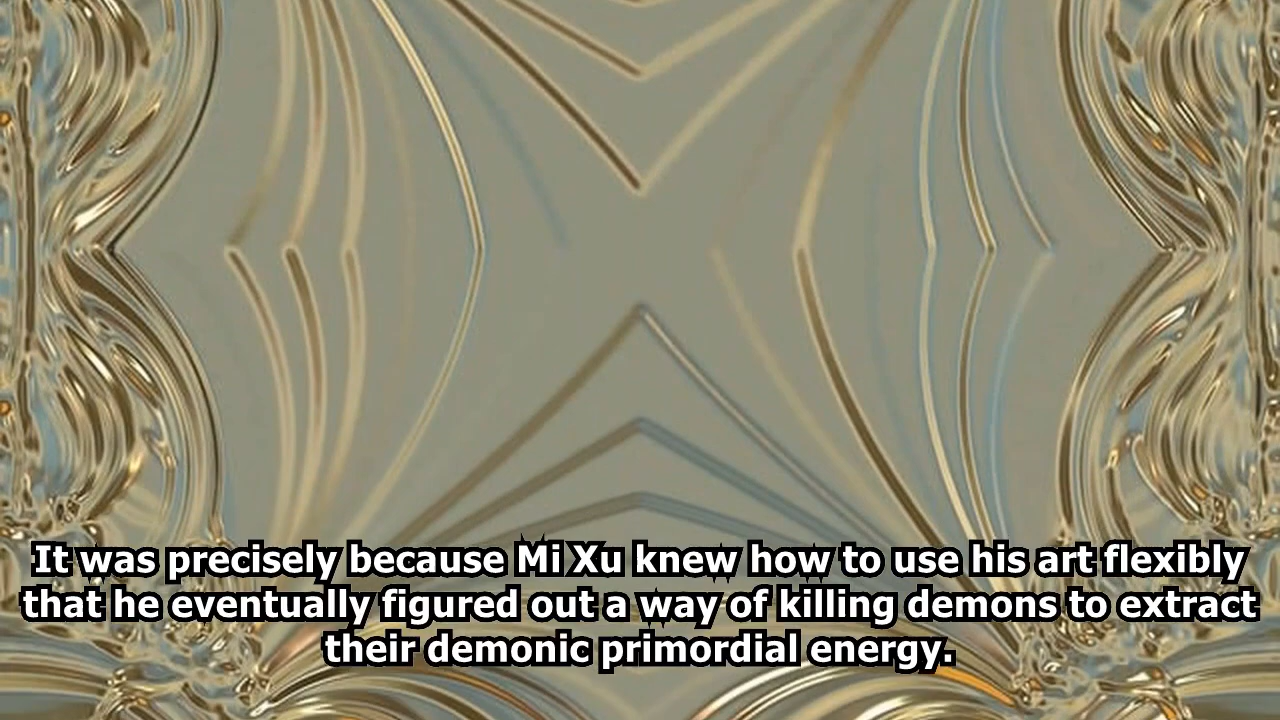 It was precisely because Mi Xu knew how to use his art flexibly
that he eventually figured out a way of killing demons to extract
their demonic primordial energy.